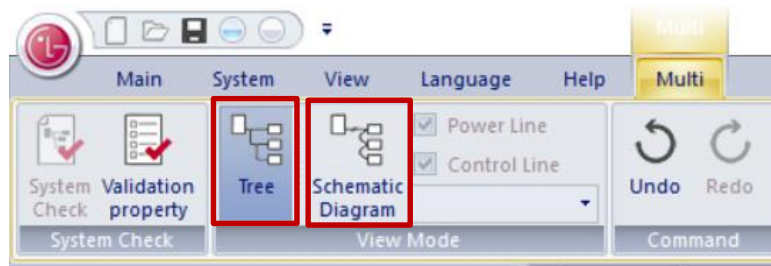 Multi
Main System View Language Help Multi
Power Line
Control Line
System Check
Validation property
Tree
Schematic Diagram
Undo Redo
System Check View Mode Command